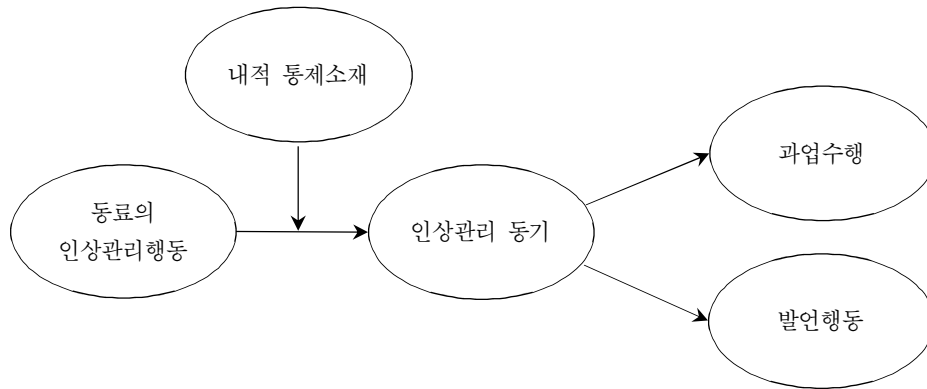 내적 통제소재
과업수행
동료의
인상관리행동
인상관리 동기
발언행동